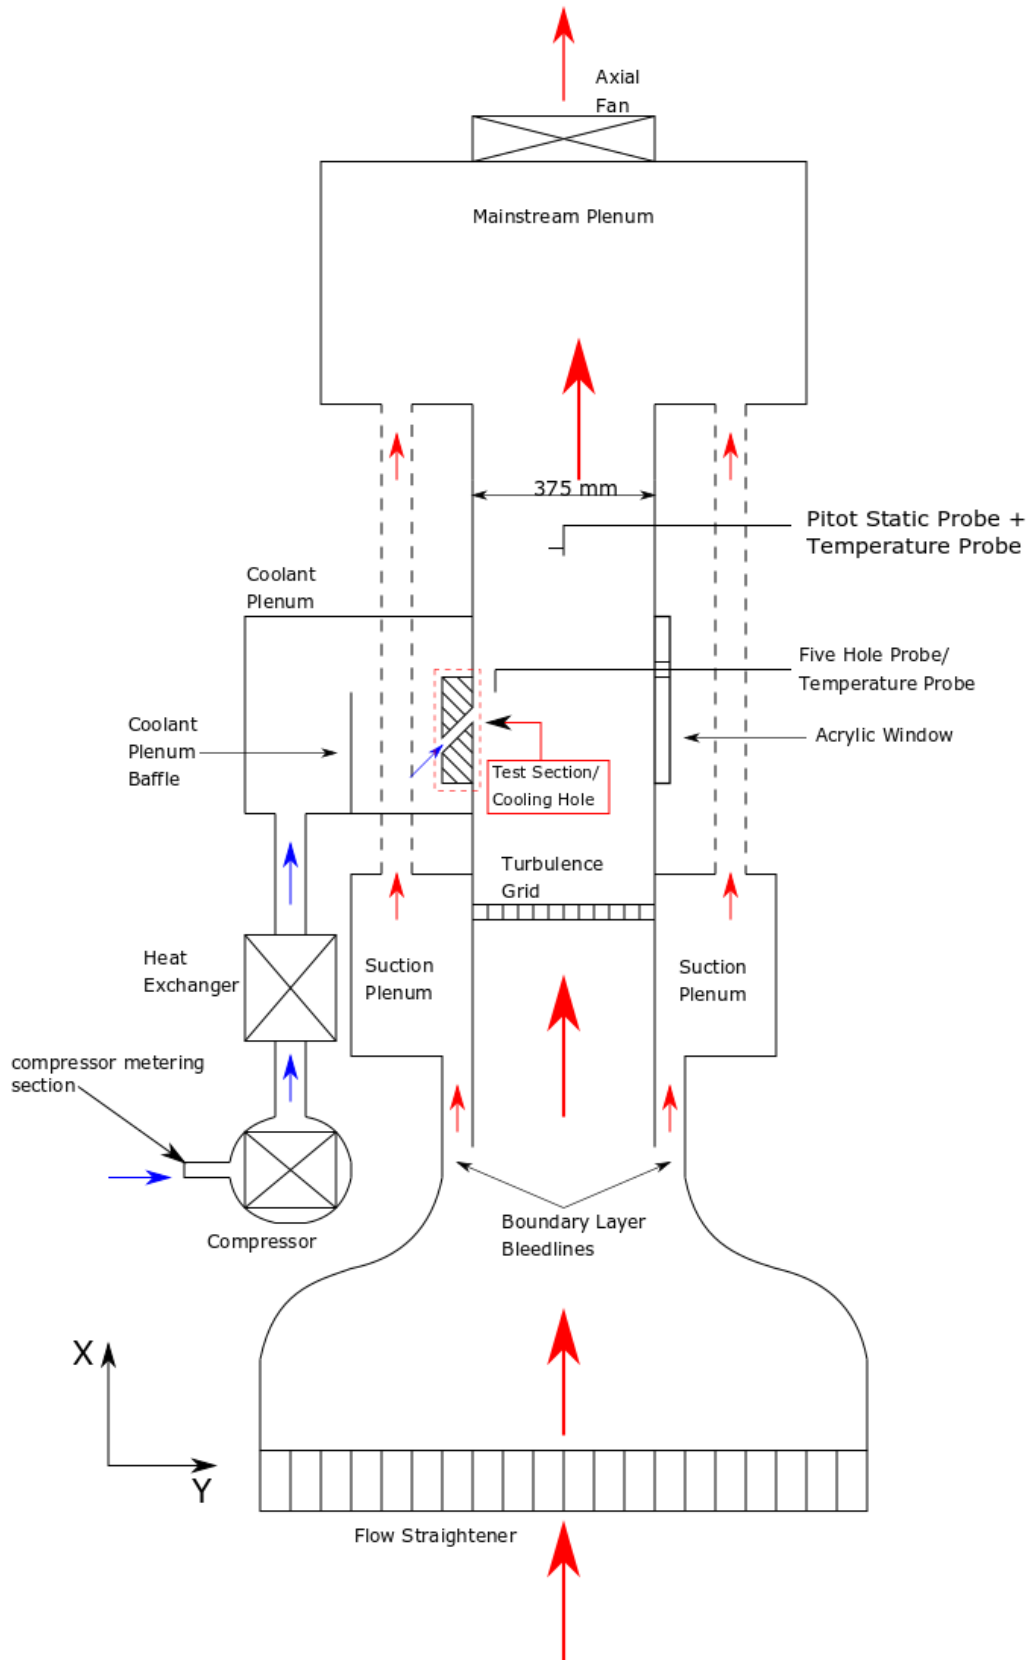 Axial
Fan
Mainstream Plenum
375 mm
Pitot Static Probe +
Temperature Probe
Coolant
Plenum
Five Hole Probe/
Temperature Probe
Coolant
Plenum
Baffle
Acrylic Window
Test Section/
Cooling Hole
Turbulence
Grid
Heat
Exchanger
Suction
Plenum
Suction
Plenum
compressor metering
section
Boundary Layer
Bleedlines
Compressor
X
Y
Flow Straightener